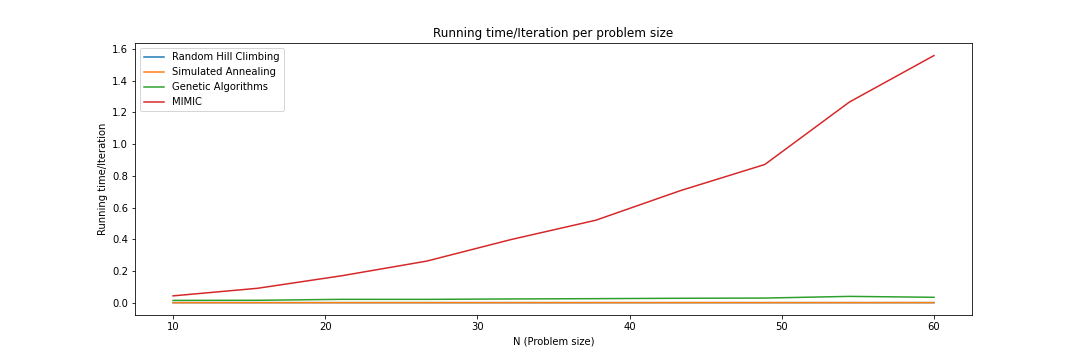 Running time/Iteration per problem size
Random Hill Climbing
Simulated Annealing
Genetic Algorithms
MIMIC
Running time/Iteration
1.6
1.4
1.2
1.0
0.8
0.6
0.4
0.2
0.0
10 20 30 40 50 60
N (Problem size)